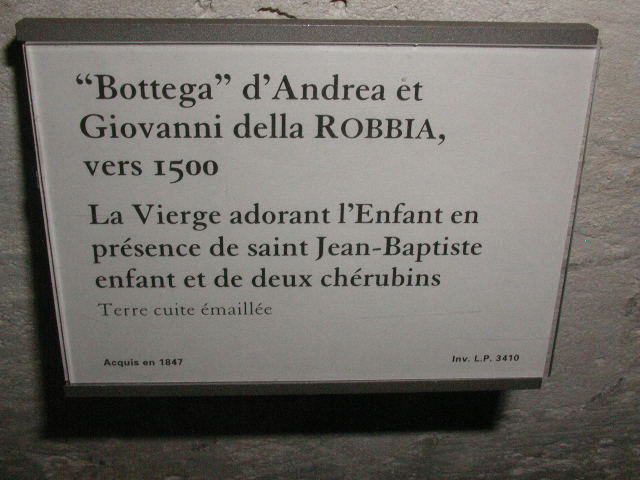 “Bottega” d’Andrea et
Giovanni della ROBBIA,
vers 1500
La Vierge adorant l’Enfant en
présence de saint Jean-Baptiste
enfant et de deux chérubins
Terre cuite émaillée
Acquis en 1847
Inv. L.P. 3410